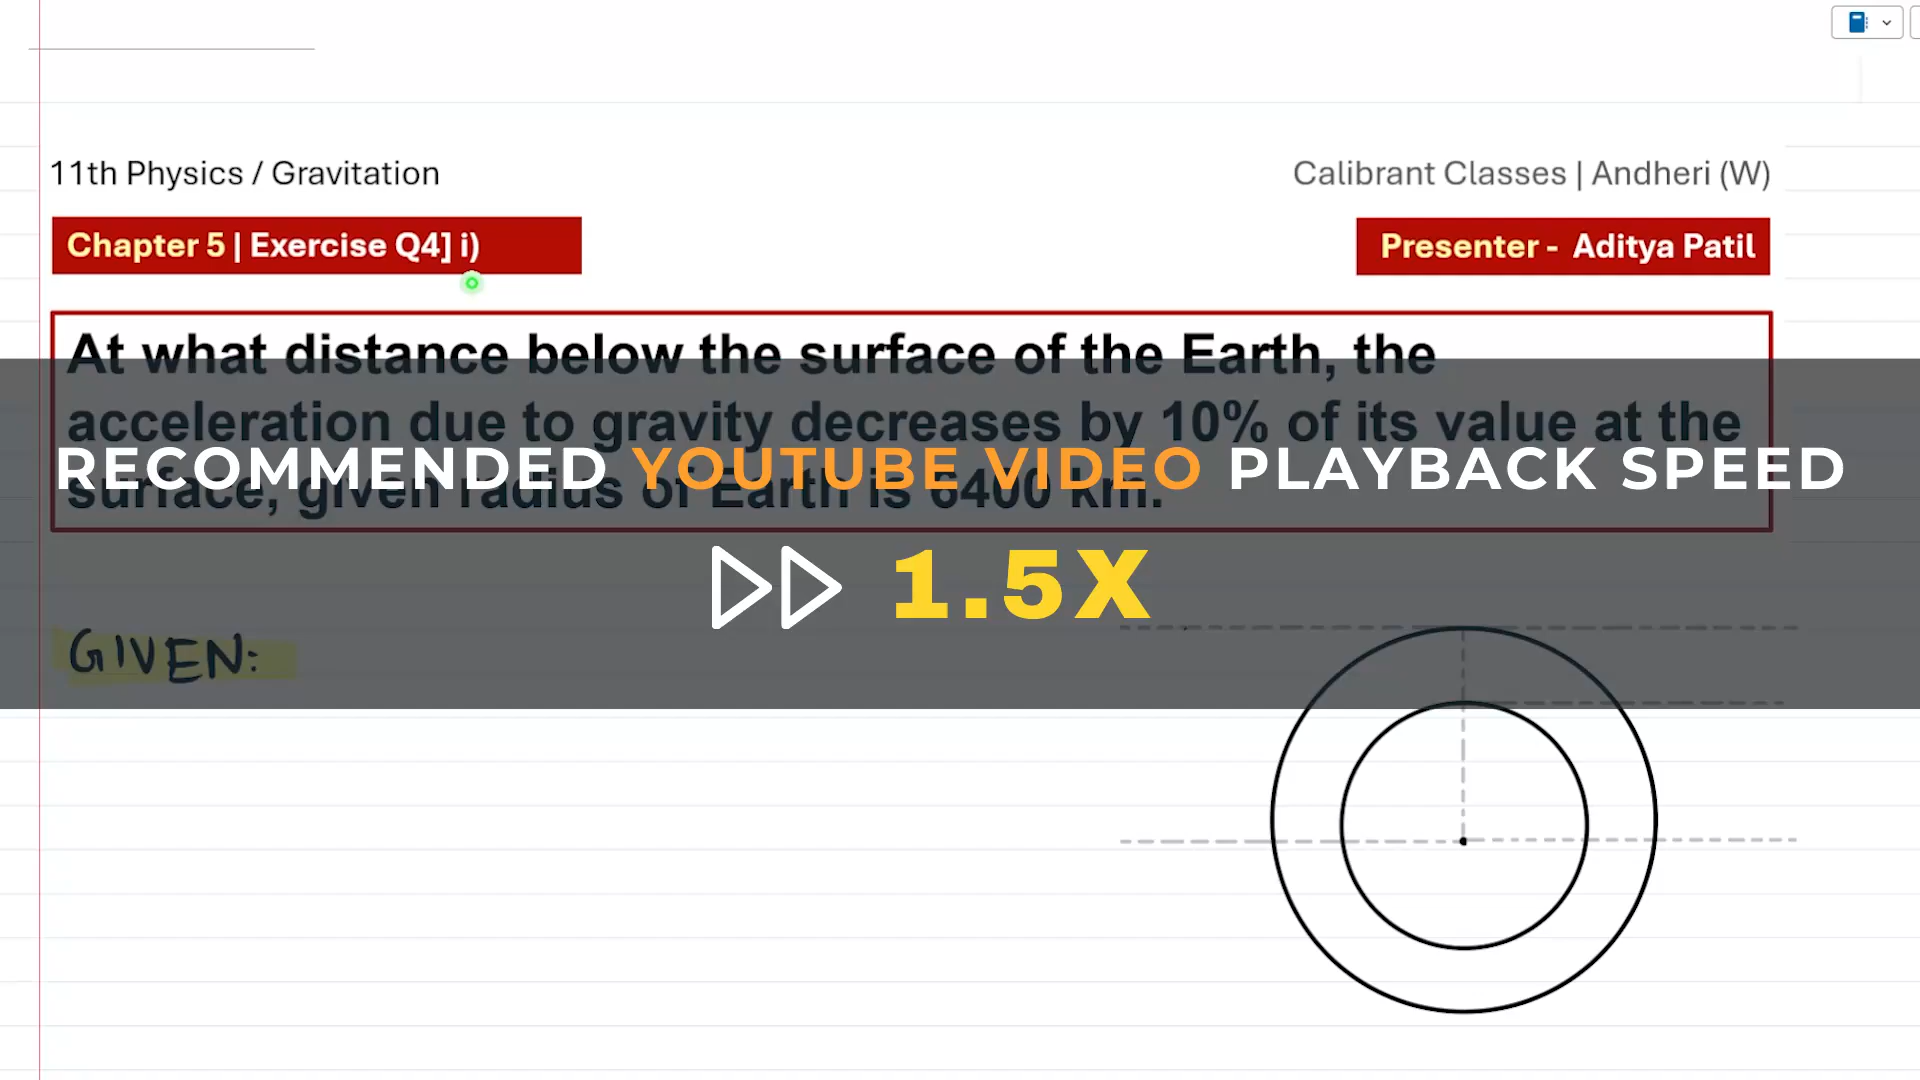 11th Physics / Gravitation
Calibrant Classes | Andheri (W)
Chapter 5 | Exercise Q4] i)
Presenter - Aditya Patil
At what distance below the surface of the Earth, the
acceleration due to gravity decreases by 10% of its value at the
surface, given radius of Earth is 6400 km.
RECOMMENDED YOUTUBE VIDEO PLAYBACK SPEED
1.5X
GIVEN: